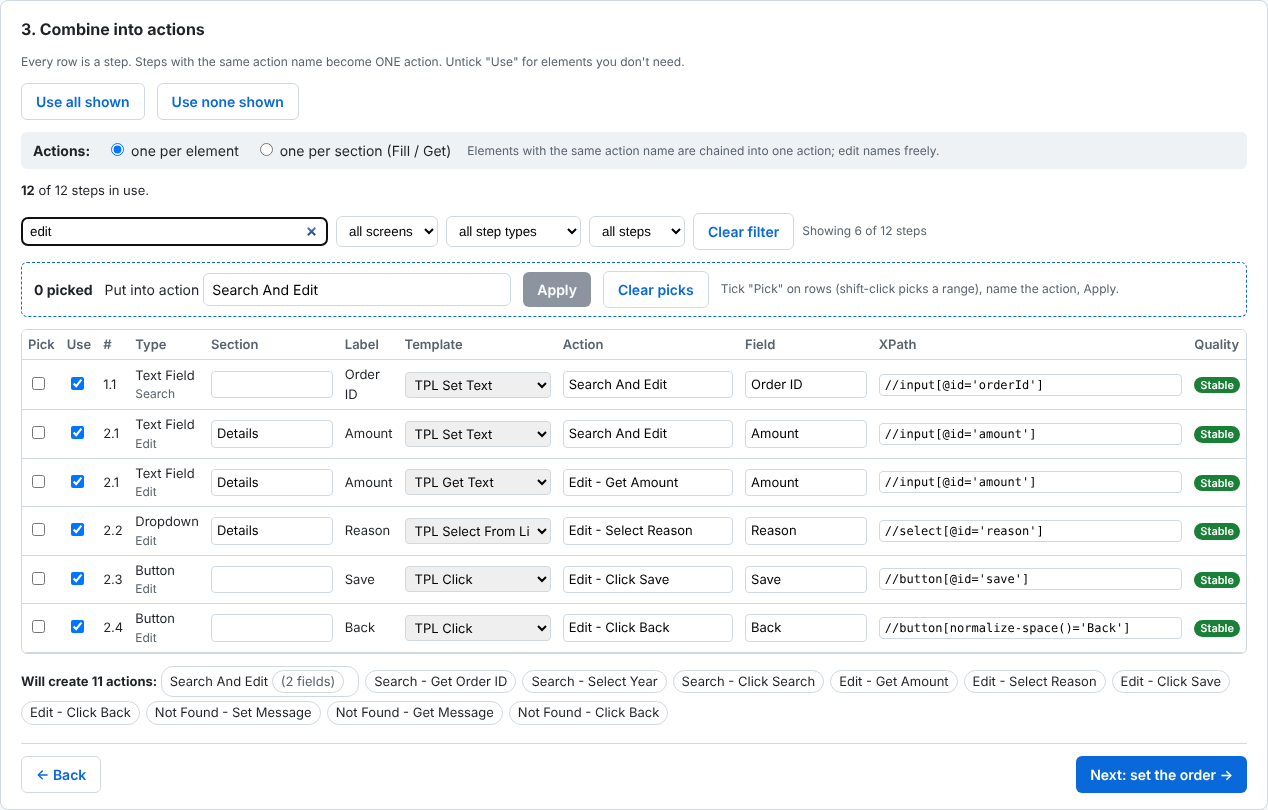 3. Combine into actions
Every row is a step. Steps with the same action name become ONE action. Untick "Use" for elements you don't need.
Use all shown Use none shown
Actions: one per element one per section (Fill / Get) Elements with the same action name are chained into one action; edit names freely.
12 of 12 steps in use.
edit × all screens all step types all steps Clear filter Showing 6 of 12 steps
0 picked Put into action Search And Edit Apply Clear picks Tick "Pick" on rows (shift-click picks a range), name the action, Apply.
Pick Use # Type Section Label Template Action Field XPath Quality
1.1 Text Field Search Order ID TPL Set Text Search And Edit Order ID //input[@id='orderId'] Stable
2.1 Text Field Edit Details Amount TPL Set Text Search And Edit Amount //input[@id='amount'] Stable
2.1 Text Field Edit Details Amount TPL Get Text Edit - Get Amount Amount //input[@id='amount'] Stable
2.2 Dropdown Edit Details Reason TPL Select From Li Edit - Select Reason Reason //select[@id='reason'] Stable
2.3 Button Edit Save TPL Click Edit - Click Save Save //button[@id='save'] Stable
2.4 Button Edit Back TPL Click Edit - Click Back Back //button[normalize-space()='Back'] Stable
Will create 11 actions: Search And Edit (2 fields) Search - Get Order ID Search - Select Year Search - Click Search Edit - Get Amount Edit - Select Reason Edit - Click Save
Edit - Click Back Not Found - Set Message Not Found - Get Message Not Found - Click Back
← Back Next: set the order →